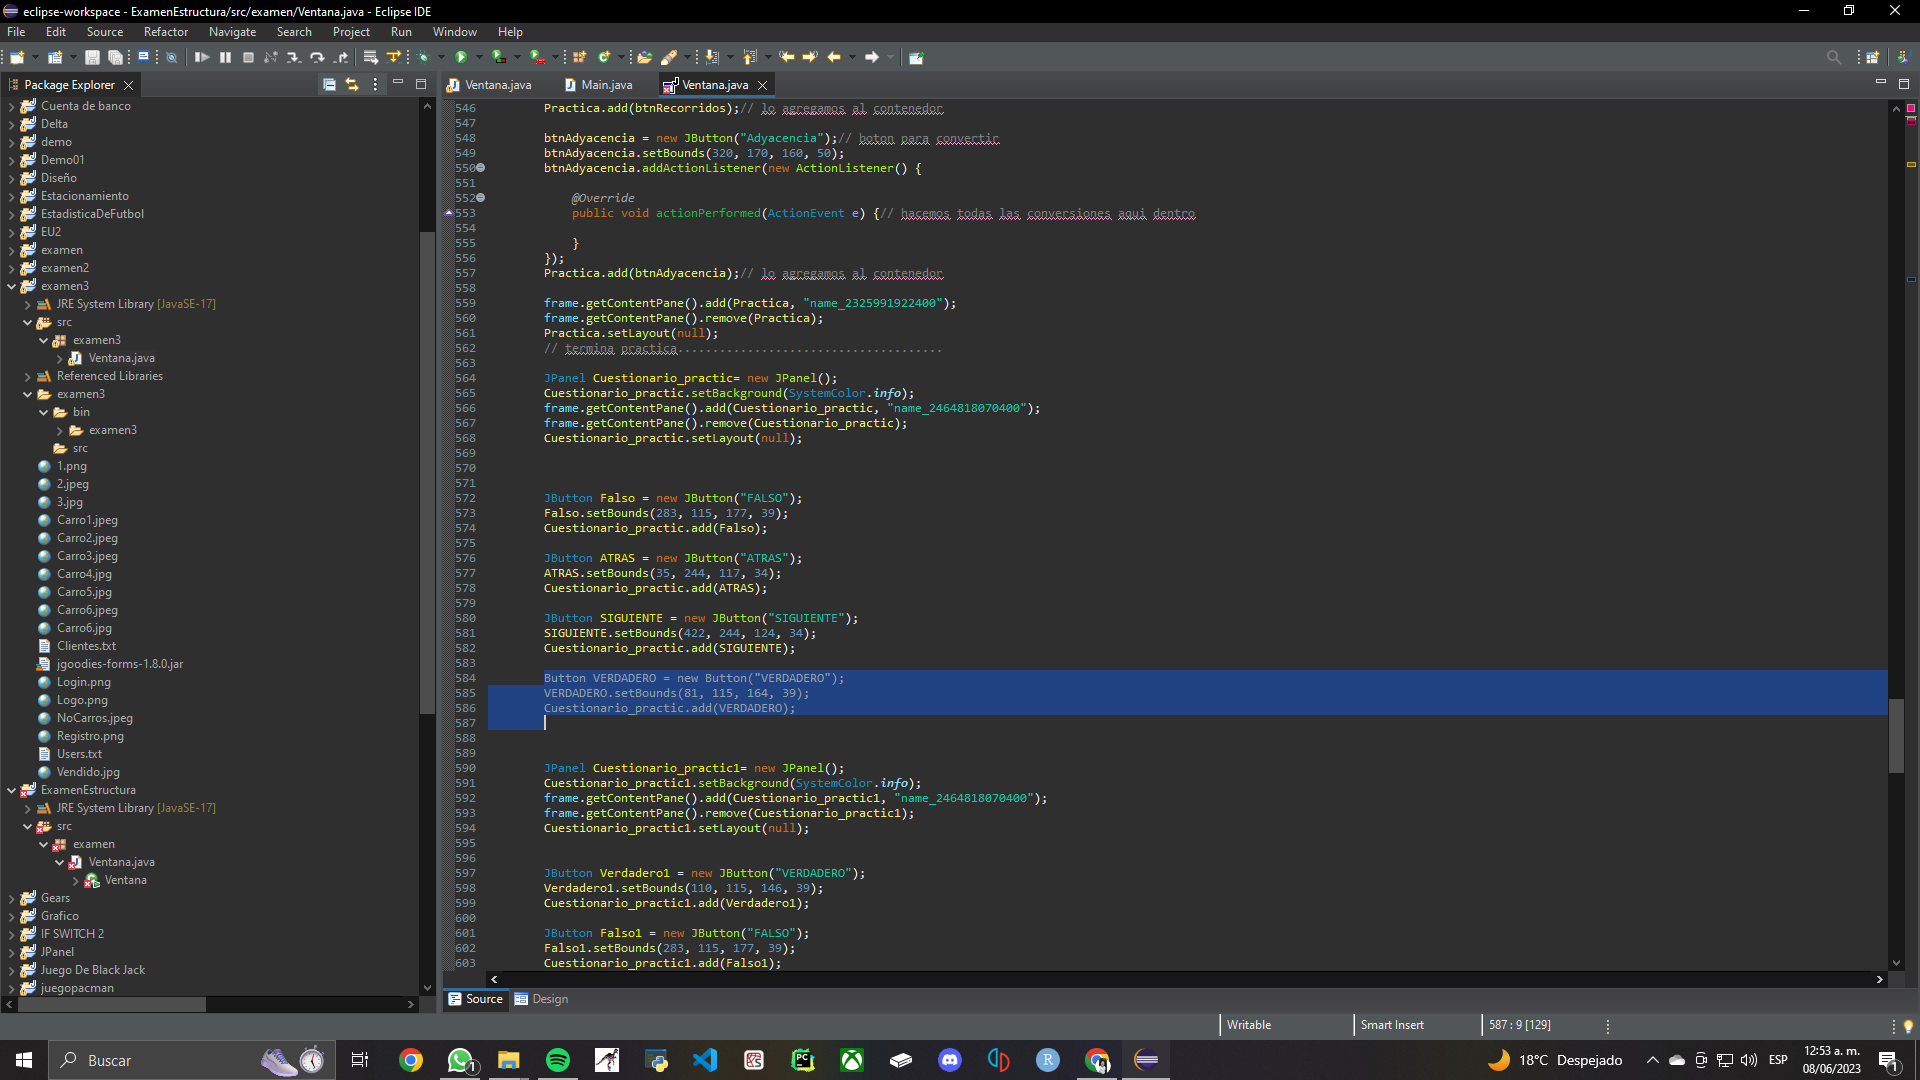 eclipse-workspace - ExamenEstructura/src/examen/Ventana.java - Eclipse IDE
File Edit Source Refactor Navigate Search Project Run Window Help
Package Explorer
Cuenta de banco
Delta
demo
Demo01
Diseño
Estacionamiento
EstadisticaDeFutbol
EU2
examen
examen2
examen3
JRE System Library [JavaSE-17]
src
examen3
Ventana.java
Referenced Libraries
examen3
bin
examen3
src
1.png
2.jpeg
3.jpg
Carro1.jpeg
Carro2.jpeg
Carro3.jpeg
Carro4.jpg
Carro5.jpg
Carro6.jpeg
Carro6.jpg
Clientes.txt
jgoodies-forms-1.8.0.jar
Login.png
Logo.png
NoCarros.jpeg
Registro.png
Users.txt
Vendido.jpg
ExamenEstructura
JRE System Library [JavaSE-17]
src
examen
Ventana.java
Ventana
Gears
Grafico
IF SWITCH 2
JPanel
Juego De Black Jack
juegopacman
Ventana.java Main.java Ventana.java
546 Practica.add(btnRecorridos);// lo agregamos al contenedor
547
548 btnAdyacencia = new JButton("Adyacencia");// boton para convertir
549 btnAdyacencia.setBounds(320, 170, 160, 50);
550 btnAdyacencia.addActionListener(new ActionListener() {
551
552 @Override
553 public void actionPerformed(ActionEvent e) {// hacemos todas las conversiones aqui dentro
554
555 }
556 });
557 Practica.add(btnAdyacencia);// lo agregamos al contenedor
558
559 frame.getContentPane().add(Practica, "name_2325991922400");
560 frame.getContentPane().remove(Practica);
561 Practica.setLayout(null);
562 // termina practica......................................
563
564 JPanel Cuestionario_practic= new JPanel();
565 Cuestionario_practic.setBackground(SystemColor.info);
566 frame.getContentPane().add(Cuestionario_practic, "name_2464818070400");
567 frame.getContentPane().remove(Cuestionario_practic);
568 Cuestionario_practic.setLayout(null);
569
570
571
572 JButton Falso = new JButton("FALSO");
573 Falso.setBounds(283, 115, 177, 39);
574 Cuestionario_practic.add(Falso);
575
576 JButton ATRAS = new JButton("ATRAS");
577 ATRAS.setBounds(35, 244, 117, 34);
578 Cuestionario_practic.add(ATRAS);
579
580 JButton SIGUIENTE = new JButton("SIGUIENTE");
581 SIGUIENTE.setBounds(422, 244, 124, 34);
582 Cuestionario_practic.add(SIGUIENTE);
583
584 Button VERDADERO = new Button("VERDADERO");
585 VERDADERO.setBounds(81, 115, 164, 39);
586 Cuestionario_practic.add(VERDADERO);
587
588
589
590 JPanel Cuestionario_practic1= new JPanel();
591 Cuestionario_practic1.setBackground(SystemColor.info);
592 frame.getContentPane().add(Cuestionario_practic1, "name_2464818070400");
593 frame.getContentPane().remove(Cuestionario_practic1);
594 Cuestionario_practic1.setLayout(null);
595
596
597 JButton Verdadero1 = new JButton("VERDADERO");
598 Verdadero1.setBounds(110, 115, 146, 39);
599 Cuestionario_practic1.add(Verdadero1);
600
601 JButton Falso1 = new JButton("FALSO");
602 Falso1.setBounds(283, 115, 177, 39);
603 Cuestionario_practic1.add(Falso1);
Source Design
Writable Smart Insert 587 : 9 [129]
Buscar
18°C Despejado
ESP
12:53 a. m.
08/06/2023